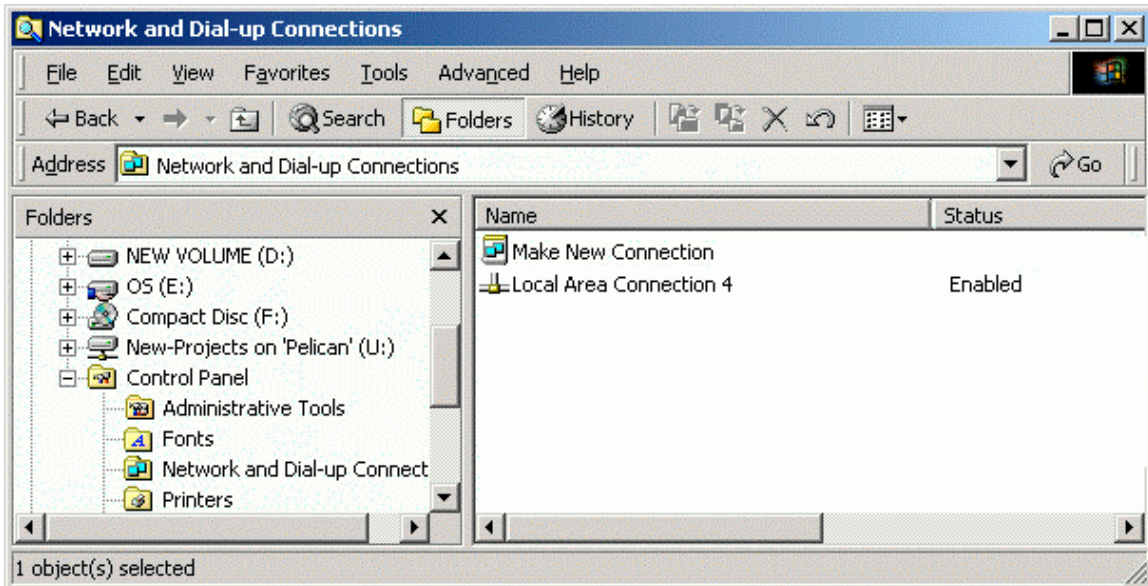 Network and Dial-up Connections
File Edit View Favorites Tools Advanced Help
Back Search Folders History
Address Network and Dial-up Connections Go
Folders
NEW VOLUME (D:)
OS (E:)
Compact Disc (F:)
New-Projects on 'Pelican' (U:)
Control Panel
Administrative Tools
Fonts
Network and Dial-up Connect
Printers
Name Status
Make New Connection
Local Area Connection 4 Enabled
1 object(s) selected